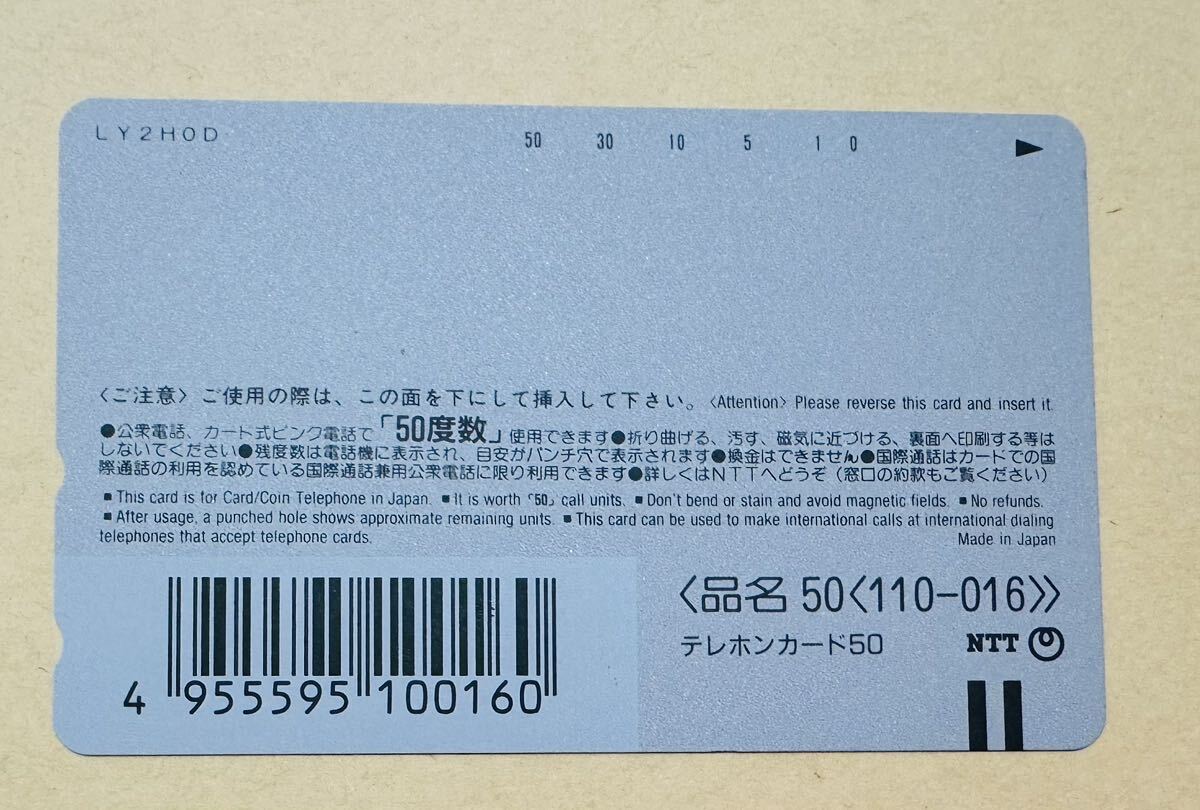 LY2H0D 50 30 10 5 1 0
〈ご注意〉ご使用の際は、この面を下にして挿入して下さい。〈Attention〉Please reverse this card and insert it.
●公衆電話、カード式ピンク電話で「50度数」使用できます●折り曲げる、汚す、磁気に近づける、裏面へ印刷する等は
しないでください●残度数は電話機に表示され、目安がパンチ穴で表示されます●換金はできません●国際通話はカードでの国
際通話の利用を認めている国際通話兼用公衆電話に限り利用できます●詳しくはNTTへどうぞ（窓口の約款もご覧ください）
■This card is for Card/Coin Telephone in Japan. ■It is worth「50」call units. ■Don't bend or stain and avoid magnetic fields. ■No refunds.
■After usage, a punched hole shows approximate remaining units. ■This card can be used to make international calls at international dialing
telephones that accept telephone cards. Made in Japan
〈品名 50〈110-016〉〉
テレホンカード50 NTT
4 955595 100160